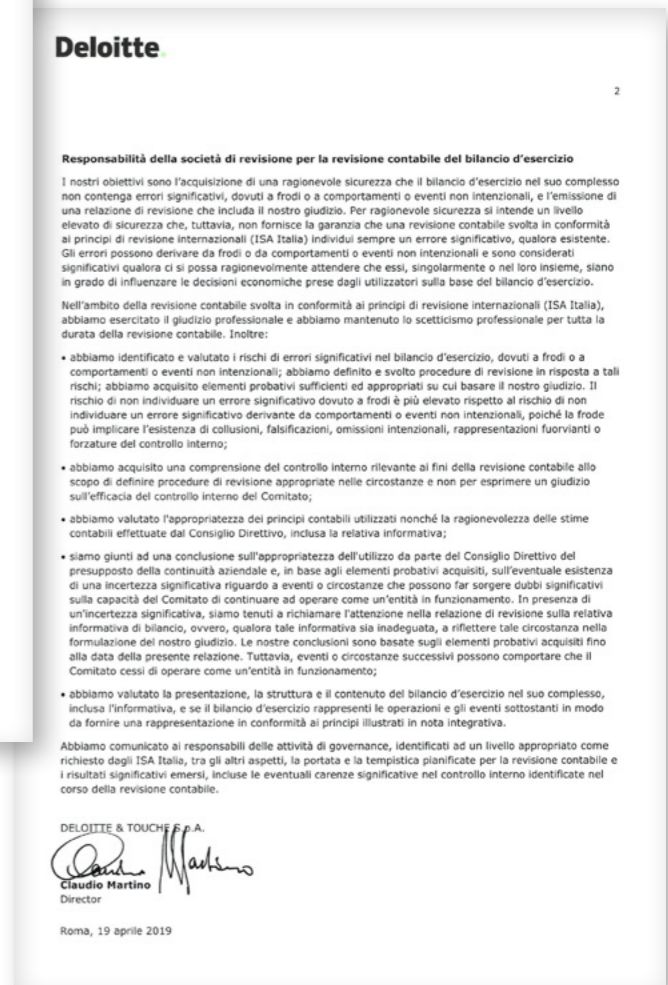 Deloitte.
2
Responsabilità della società di revisione per la revisione contabile del bilancio d'esercizio
I nostri obiettivi sono l'acquisizione di una ragionevole sicurezza che il bilancio d'esercizio nel suo complesso
non contenga errori significativi, dovuti a frodi o a comportamenti o eventi non intenzionali, e l'emissione di
una relazione di revisione che includa il nostro giudizio. Per ragionevole sicurezza si intende un livello
elevato di sicurezza che, tuttavia, non fornisce la garanzia che una revisione contabile svolta in conformità
ai principi di revisione internazionali (ISA Italia) individui sempre un errore significativo, qualora esistente.
Gli errori possono derivare da frodi o da comportamenti o eventi non intenzionali e sono considerati
significativi qualora ci si possa ragionevolmente attendere che essi, singolarmente o nel loro insieme, siano
in grado di influenzare le decisioni economiche prese dagli utilizzatori sulla base del bilancio d'esercizio.
Nell'ambito della revisione contabile svolta in conformità ai principi di revisione internazionali (ISA Italia),
abbiamo esercitato il giudizio professionale e abbiamo mantenuto lo scetticismo professionale per tutta la
durata della revisione contabile. Inoltre:
• abbiamo identificato e valutato i rischi di errori significativi nel bilancio d'esercizio, dovuti a frodi o a
comportamenti o eventi non intenzionali; abbiamo definito e svolto procedure di revisione in risposta a tali
rischi; abbiamo acquisito elementi probativi sufficienti ed appropriati su cui basare il nostro giudizio. Il
rischio di non individuare un errore significativo dovuto a frodi è più elevato rispetto al rischio di non
individuare un errore significativo derivante da comportamenti o eventi non intenzionali, poiché la frode
può implicare l'esistenza di collusioni, falsificazioni, omissioni intenzionali, rappresentazioni fuorvianti o
forzature del controllo interno;
• abbiamo acquisito una comprensione del controllo interno rilevante ai fini della revisione contabile allo
scopo di definire procedure di revisione appropriate nelle circostanze e non per esprimere un giudizio
sull'efficacia del controllo interno del Comitato;
• abbiamo valutato l'appropriatezza dei principi contabili utilizzati nonché la ragionevolezza delle stime
contabili effettuate dal Consiglio Direttivo, inclusa la relativa informativa;
• siamo giunti ad una conclusione sull'appropriatezza dell'utilizzo da parte del Consiglio Direttivo del
presupposto della continuità aziendale e, in base agli elementi probativi acquisiti, sull'eventuale esistenza
di una incertezza significativa riguardo a eventi o circostanze che possono far sorgere dubbi significativi
sulla capacità del Comitato di continuare ad operare come un'entità in funzionamento. In presenza di
un'incertezza significativa, siamo tenuti a richiamare l'attenzione nella relazione di revisione sulla relativa
informativa di bilancio, ovvero, qualora tale informativa sia inadeguata, a riflettere tale circostanza nella
formulazione del nostro giudizio. Le nostre conclusioni sono basate sugli elementi probativi acquisiti fino
alla data della presente relazione. Tuttavia, eventi o circostanze successivi possono comportare che il
Comitato cessi di operare come un'entità in funzionamento;
• abbiamo valutato la presentazione, la struttura e il contenuto del bilancio d'esercizio nel suo complesso,
inclusa l'informativa, e se il bilancio d'esercizio rappresenti le operazioni e gli eventi sottostanti in modo
da fornire una rappresentazione in conformità ai principi illustrati in nota integrativa.
Abbiamo comunicato ai responsabili delle attività di governance, identificati ad un livello appropriato come
richiesto dagli ISA Italia, tra gli altri aspetti, la portata e la tempistica pianificate per la revisione contabile e
i risultati significativi emersi, incluse le eventuali carenze significative nel controllo interno identificate nel
corso della revisione contabile.
DELOITTE & TOUCHE S.p.A.
Claudio Martino
Director
Roma, 19 aprile 2019